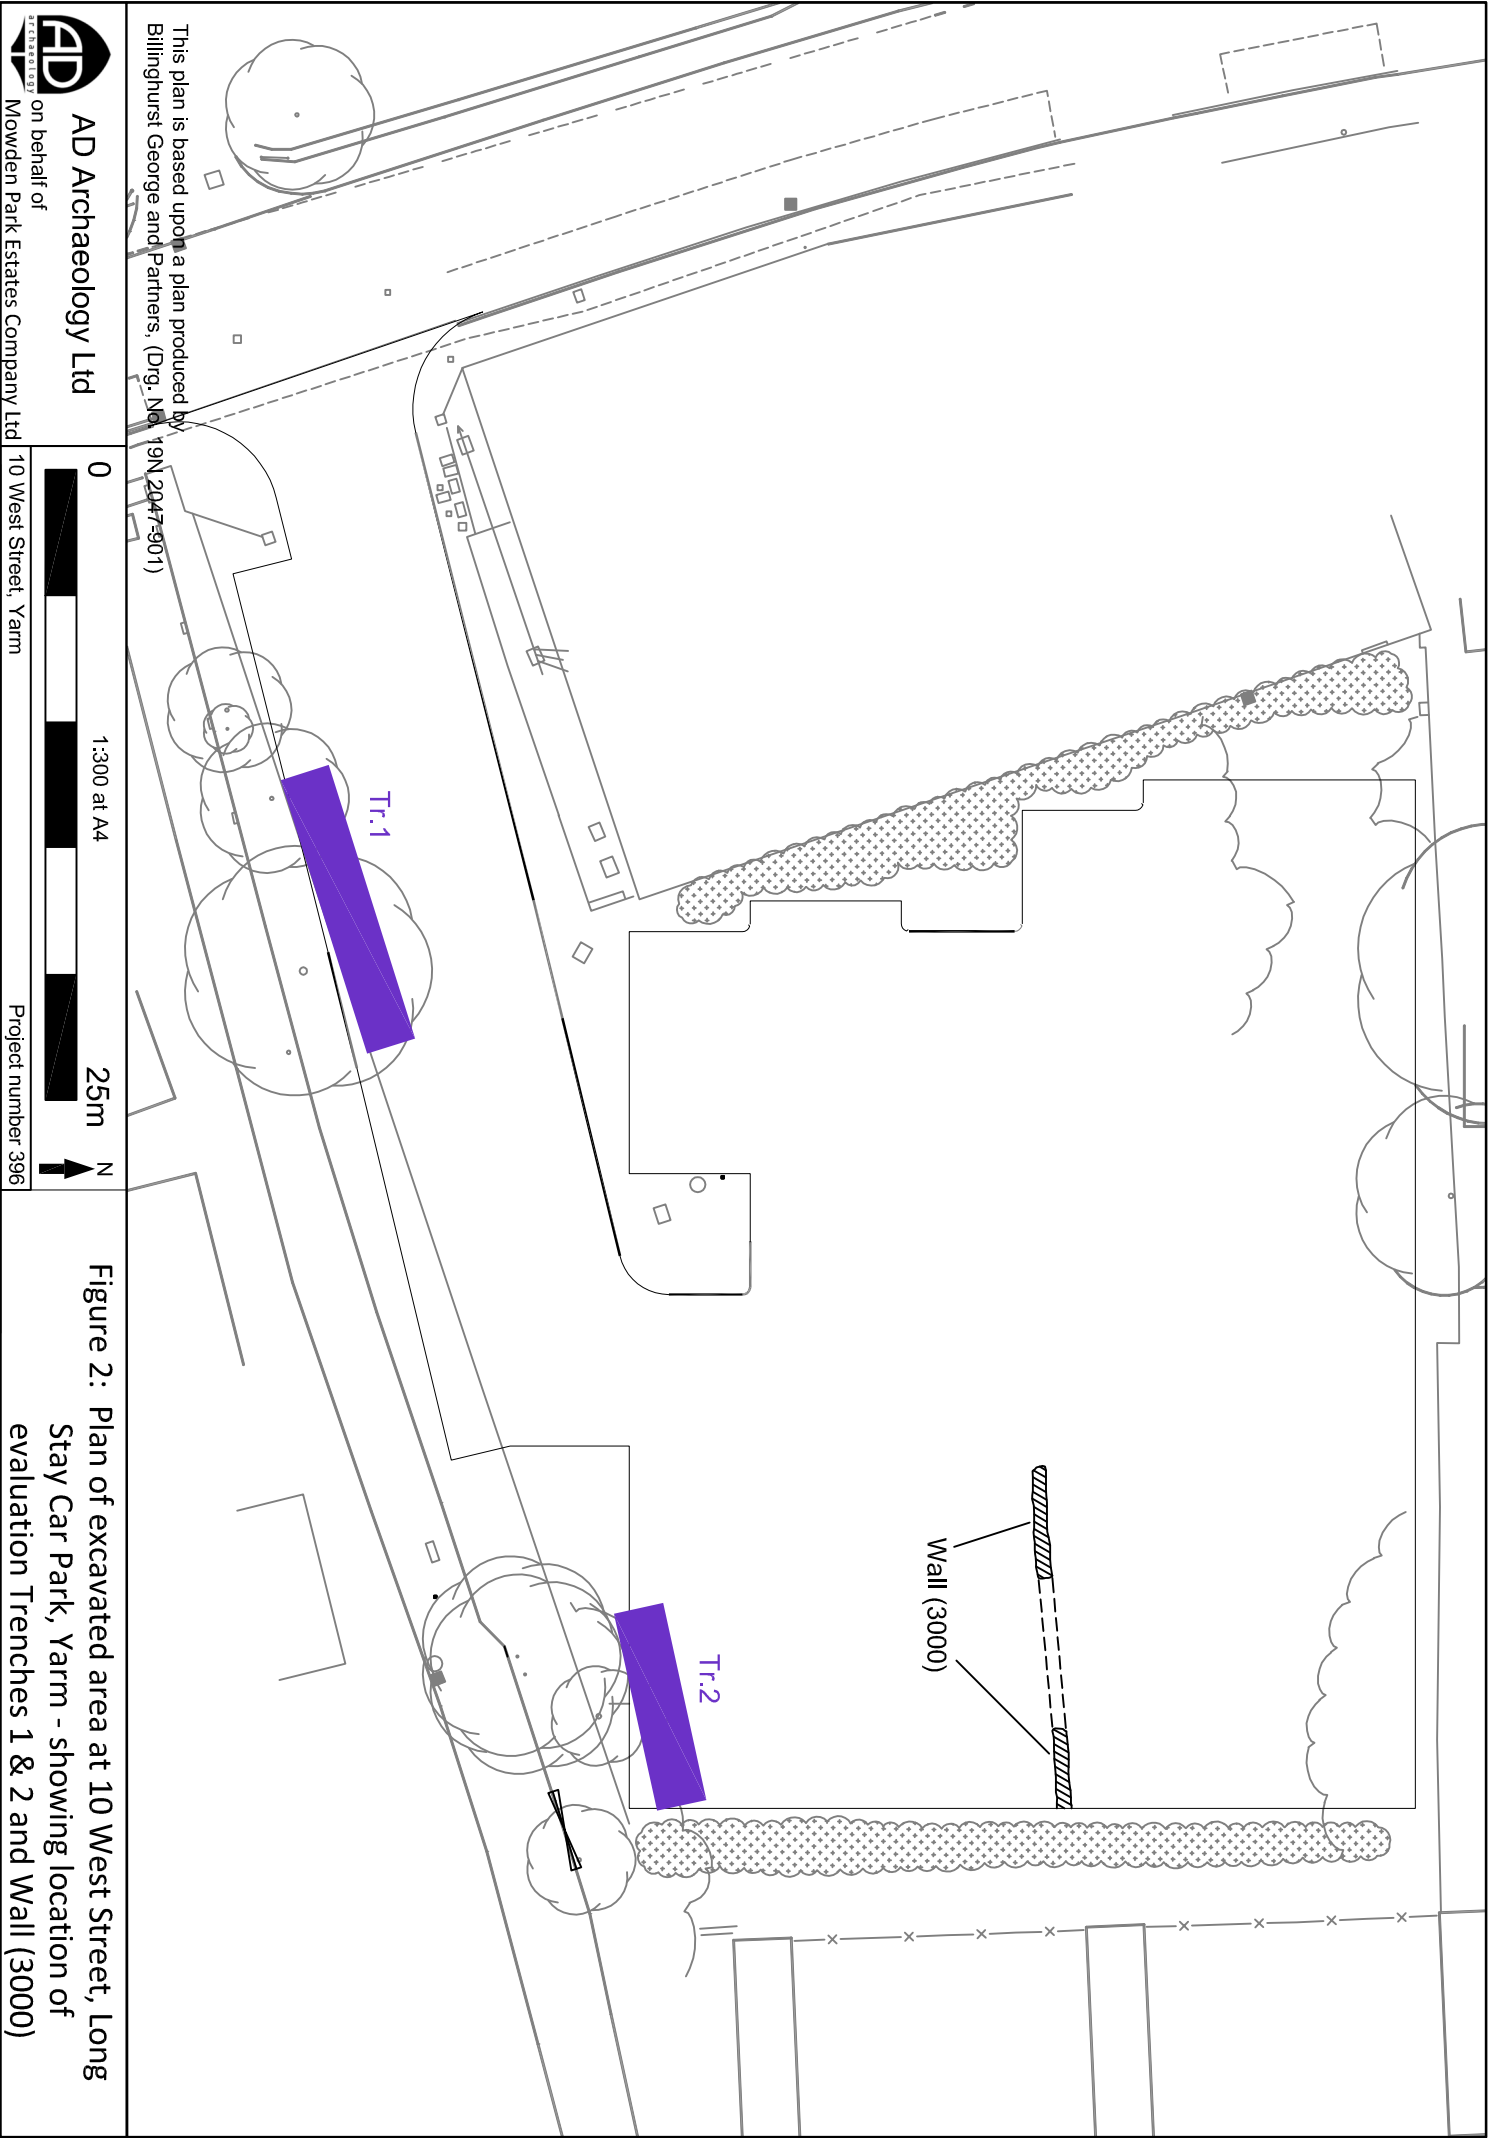 Tr.1
Tr.2
Wall (3000)
This plan is based upon a plan produced by
Billinghurst George and Partners, (Drg. No. 19N 2047-901)
AD
archaeology
AD Archaeology Ltd
on behalf of
Mowden Park Estates Company Ltd
0
25m
1:300 at A4
N
10 West Street, Yarm
Project number 396
Figure 2: Plan of excavated area at 10 West Street, Long
Stay Car Park, Yarm - showing location of
evaluation Trenches 1 & 2 and Wall (3000)